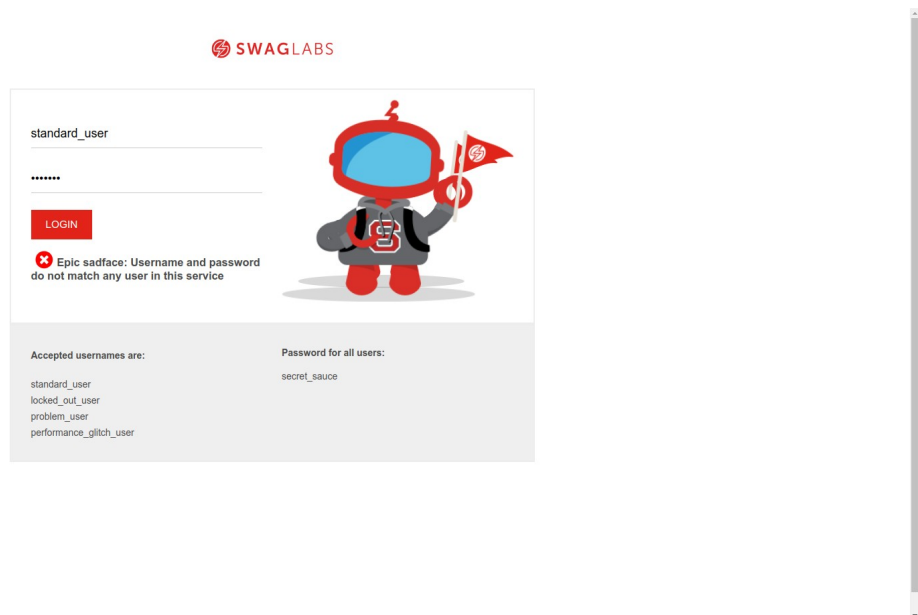 SWAGLABS
standard_user
•••••••
LOGIN
Epic sadface: Username and password
do not match any user in this service
S
Accepted usernames are:
standard_user
locked_out_user
problem_user
performance_glitch_user
Password for all users:
secret_sauce